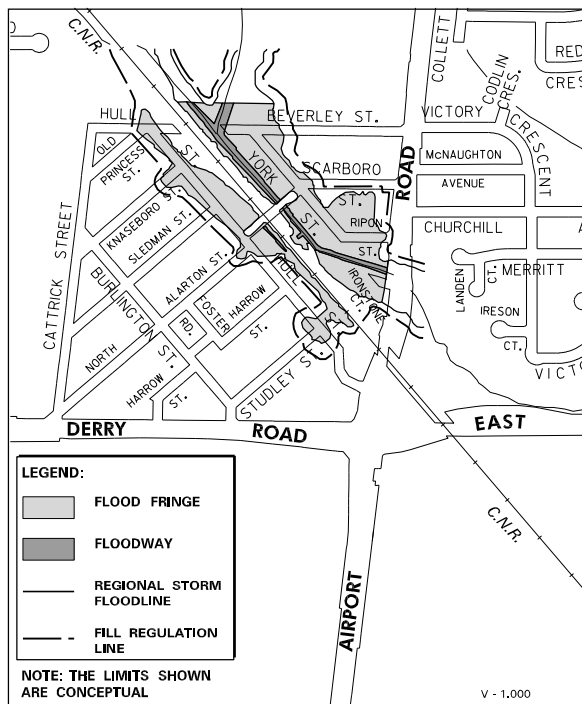 C.N.R.
COLLETT
RED
CRES
CODLIN
CRES.
HULL
ST.
BEVERLEY ST.
VICTORY
CRESCENT
OLD
PRINCESS
ST.
YORK
ST.
SCARBORO
ST.
ROAD
McNAUGHTON
AVENUE
KNASEBORO ST.
SLEDMAN ST.
RIPON
ST.
CHURCHILL
A
CATTRICK STREET
BURLINGTON ST.
ALARTON ST.
HULL
IRONSTONE
CT.
LANDEN
CT.
MERRITT
FOSTER
RD.
HARROW
ST.
IRESON
CT.
NORTH
HARROW
ST.
STUDLEY ST.
VICTO
DERRY ROAD EAST
C.N.R.
AIRPORT
LEGEND:
FLOOD FRINGE
FLOODWAY
REGIONAL STORM
FLOODLINE
FILL REGULATION
LINE
NOTE: THE LIMITS SHOWN
ARE CONCEPTUAL
V - 1.000